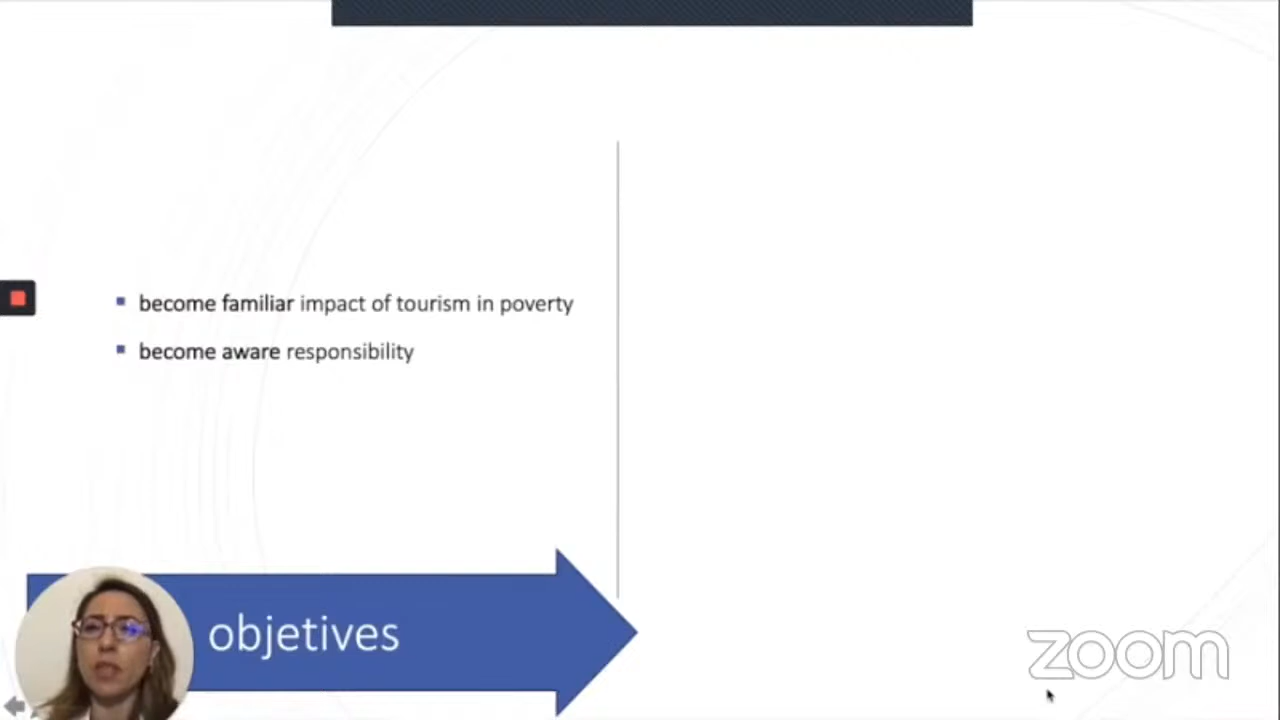 become familiar impact of tourism in poverty
become aware responsibility
objetives
zoom